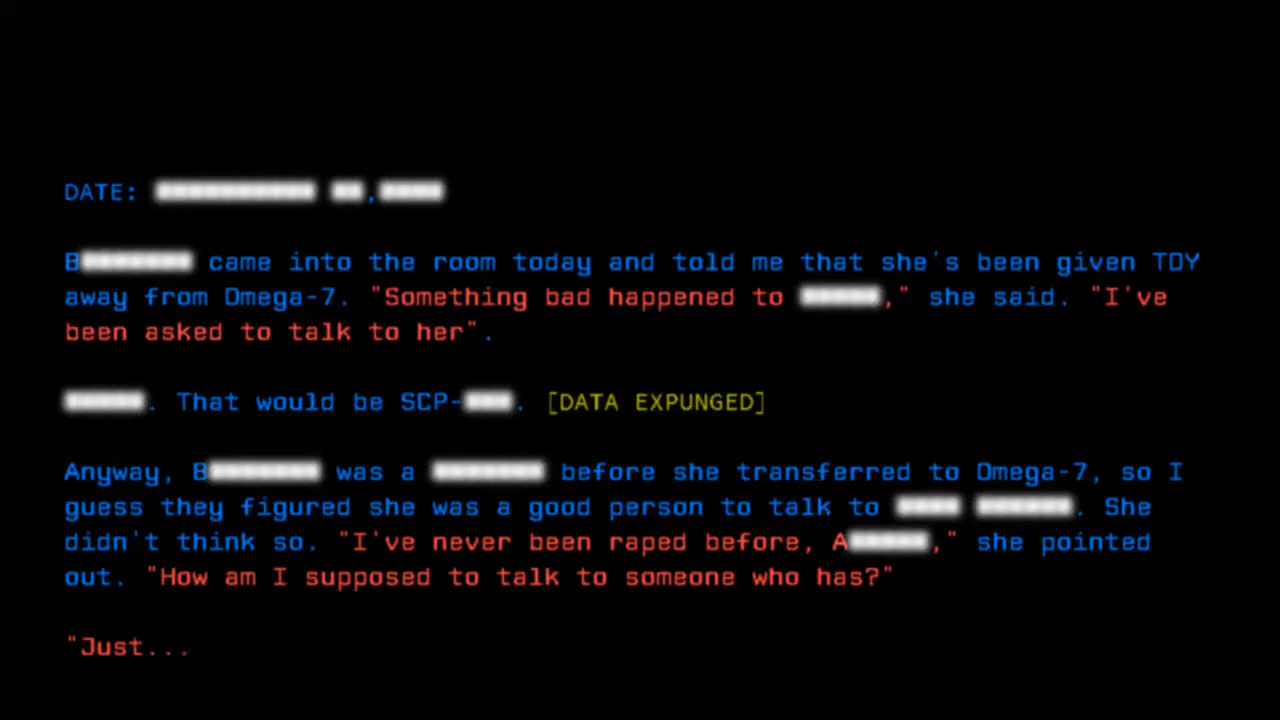 DATE: ██████████ ██,████
B███████ came into the room today and told me that she's been given TDY
away from Omega-7. "Something bad happened to █████," she said. "I've
been asked to talk to her".
█████. That would be SCP-███. [DATA EXPUNGED]
Anyway, B███████ was a ███████ before she transferred to Omega-7, so I
guess they figured she was a good person to talk to ████ ██████. She
didn't think so. "I've never been raped before, A█████," she pointed
out. "How am I supposed to talk to someone who has?"
"Just...